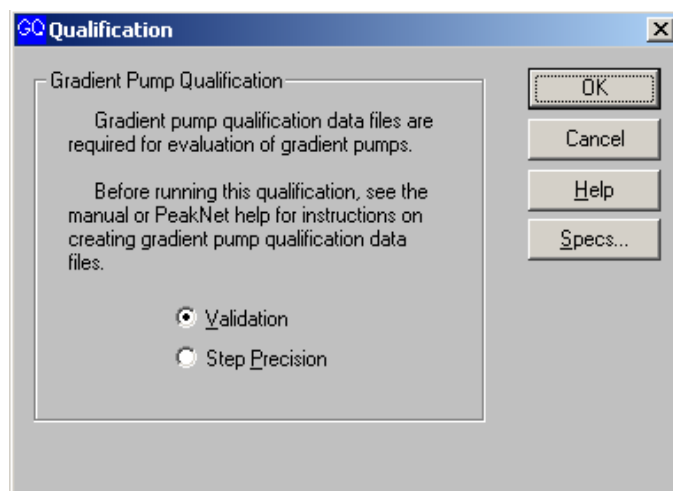 GQ Qualification
Gradient Pump Qualification
Gradient pump qualification data files are
required for evaluation of gradient pumps.
Before running this qualification, see the
manual or PeakNet help for instructions on
creating gradient pump qualification data
files.
Validation
Step Precision
OK
Cancel
Help
Specs...